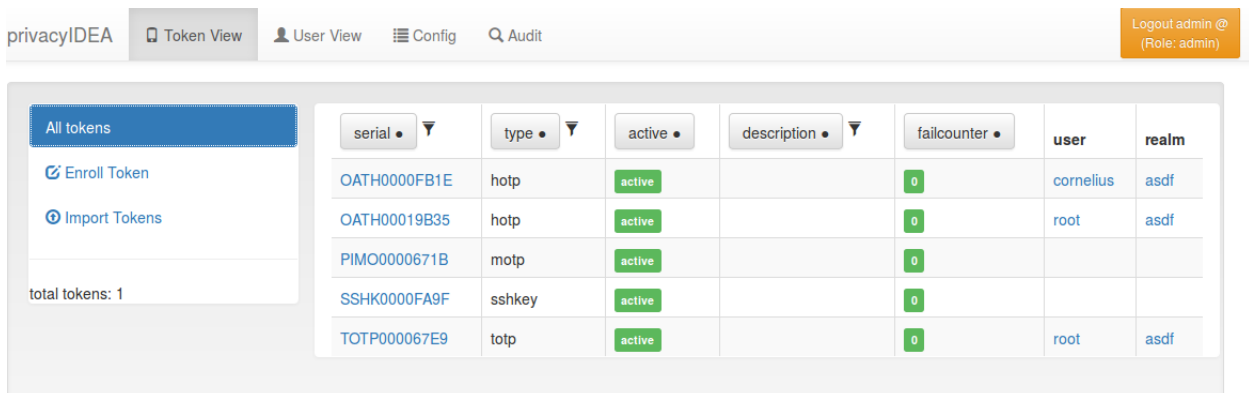 privacyIDEA Token View User View Config Audit Logout admin @
(Role: admin)
All tokens
Enroll Token
Import Tokens
total tokens: 1
serial ● type ● active ● description ● failcounter ● user realm
OATH0000FB1E hotp active 0 cornelius asdf
OATH00019B35 hotp active 0 root asdf
PIMO0000671B motp active 0
SSHK0000FA9F sshkey active 0
TOTP000067E9 totp active 0 root asdf